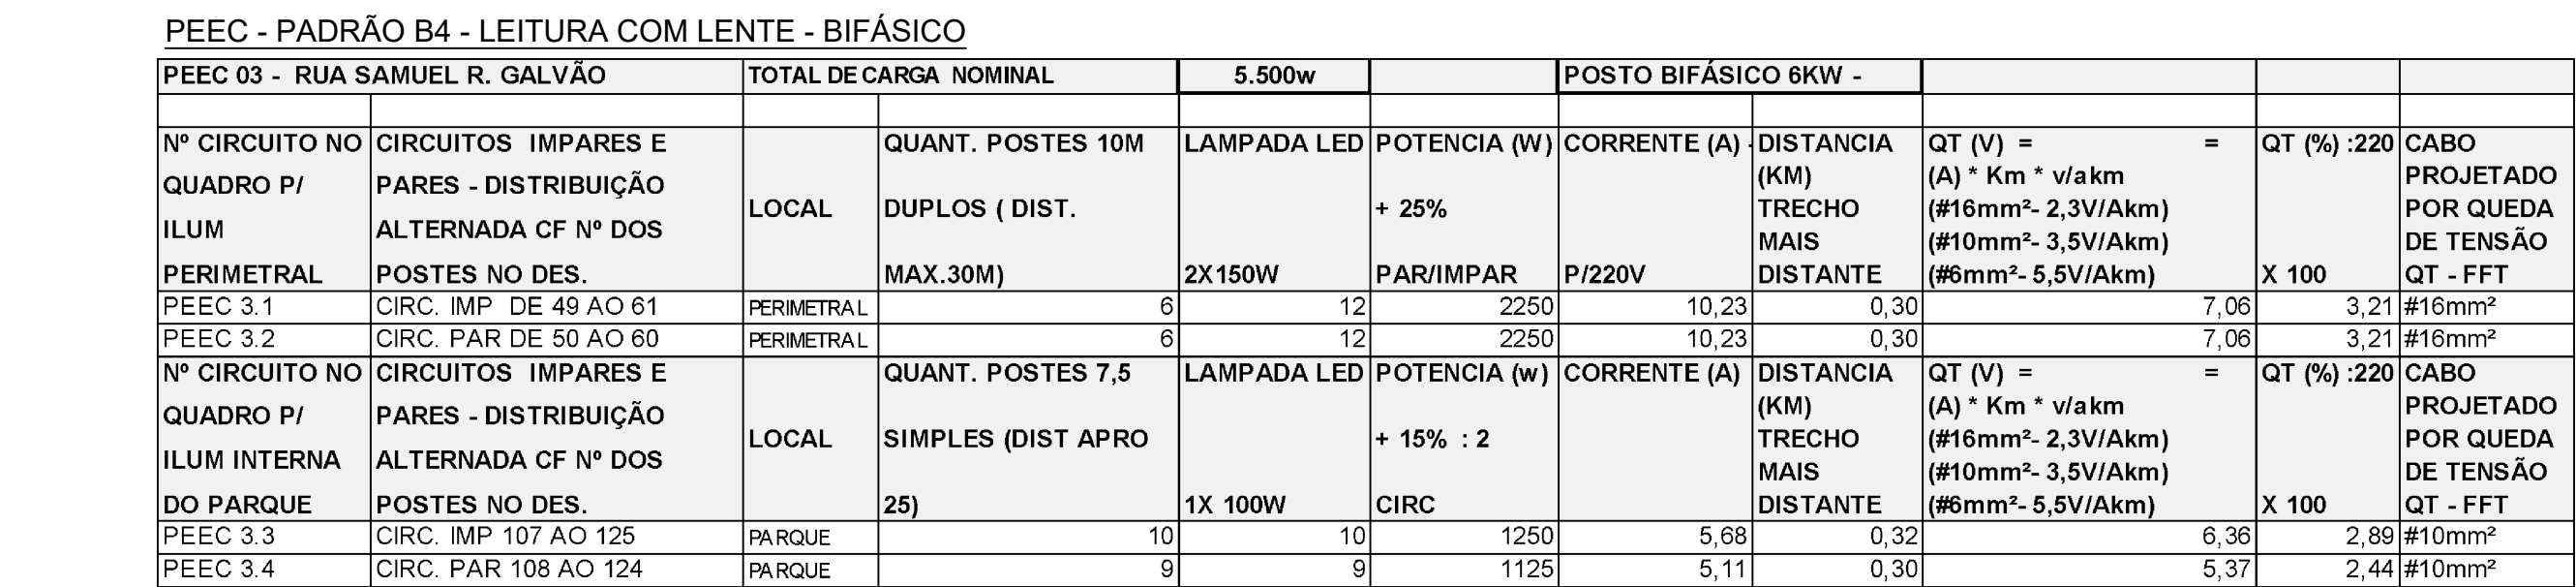 PEEC - PADRÃO B4 - LEITURA COM LENTE - BIFÁSICO
PEEC 03 - RUA SAMUEL R. GALVÃO TOTAL DE CARGA NOMINAL 5.500w POSTO BIFÁSICO 6KW -
Nº CIRCUITO NO QUADRO P/ ILUM PERIMETRAL
CIRCUITOS IMPARES E PARES - DISTRIBUIÇÃO ALTERNADA CF Nº DOS POSTES NO DES.
LOCAL
QUANT. POSTES 10M DUPLOS ( DIST. MAX.30M)
LAMPADA LED 2X150W
POTENCIA (W) + 25% PAR/IMPAR
CORRENTE (A) - P/220V
DISTANCIA (KM) TRECHO MAIS DISTANTE
QT (V) = = (A) * Km * v/akm (#16mm²- 2,3V/Akm) (#10mm²- 3,5V/Akm) (#6mm²- 5,5V/Akm)
QT (%) :220 X 100
CABO PROJETADO POR QUEDA DE TENSÃO QT - FFT
PEEC 3.1 CIRC. IMP DE 49 AO 61 PERIMETRAL 6 12 2250 10,23 0,30 7,06 3,21 #16mm²
PEEC 3.2 CIRC. PAR DE 50 AO 60 PERIMETRAL 6 12 2250 10,23 0,30 7,06 3,21 #16mm²
Nº CIRCUITO NO QUADRO P/ ILUM INTERNA DO PARQUE
CIRCUITOS IMPARES E PARES - DISTRIBUIÇÃO ALTERNADA CF Nº DOS POSTES NO DES.
LOCAL
QUANT. POSTES 7,5 SIMPLES (DIST APRO 25)
LAMPADA LED 1X 100W
POTENCIA (w) + 15% : 2 CIRC
CORRENTE (A)
DISTANCIA (KM) TRECHO MAIS DISTANTE
QT (V) = = (A) * Km * v/akm (#16mm²- 2,3V/Akm) (#10mm²- 3,5V/Akm) (#6mm²- 5,5V/Akm)
QT (%) :220 X 100
CABO PROJETADO POR QUEDA DE TENSÃO QT - FFT
PEEC 3.3 CIRC. IMP 107 AO 125 PARQUE 10 10 1250 5,68 0,32 6,36 2,89 #10mm²
PEEC 3.4 CIRC. PAR 108 AO 124 PARQUE 9 9 1125 5,11 0,30 5,37 2,44 #10mm²